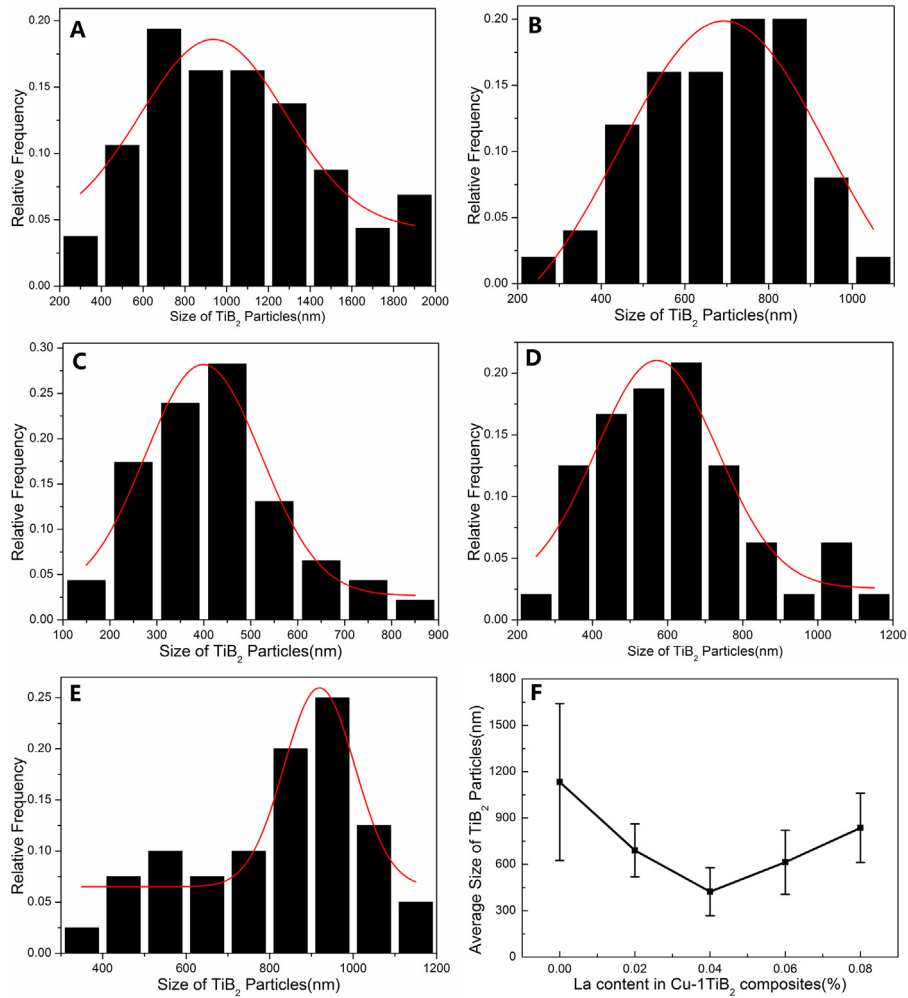 A
Relative Frequency
0.20
0.15
0.10
0.05
0.00
200 400 600 800 1000 1200 1400 1600 1800 2000
Size of TiB2 Particles(nm)
B
Relative Frequency
0.20
0.15
0.10
0.05
0.00
200 400 600 800 1000
Size of TiB2 Particles(nm)
C
Relative Frequency
0.30
0.25
0.20
0.15
0.10
0.05
0.00
100 200 300 400 500 600 700 800 900
Size of TiB2 Particles(nm)
D
Relative Frequency
0.20
0.15
0.10
0.05
0.00
200 400 600 800 1000 1200
Size of TiB2 Particles(nm)
E
Relative Frequency
0.25
0.20
0.15
0.10
0.05
0.00
400 600 800 1000 1200
Size of TiB2 Particles(nm)
F
Average Size of TiB2 Particles(nm)
1800
1500
1200
900
600
300
0
0.00 0.02 0.04 0.06 0.08
La content in Cu-1TiB2 composites(%)